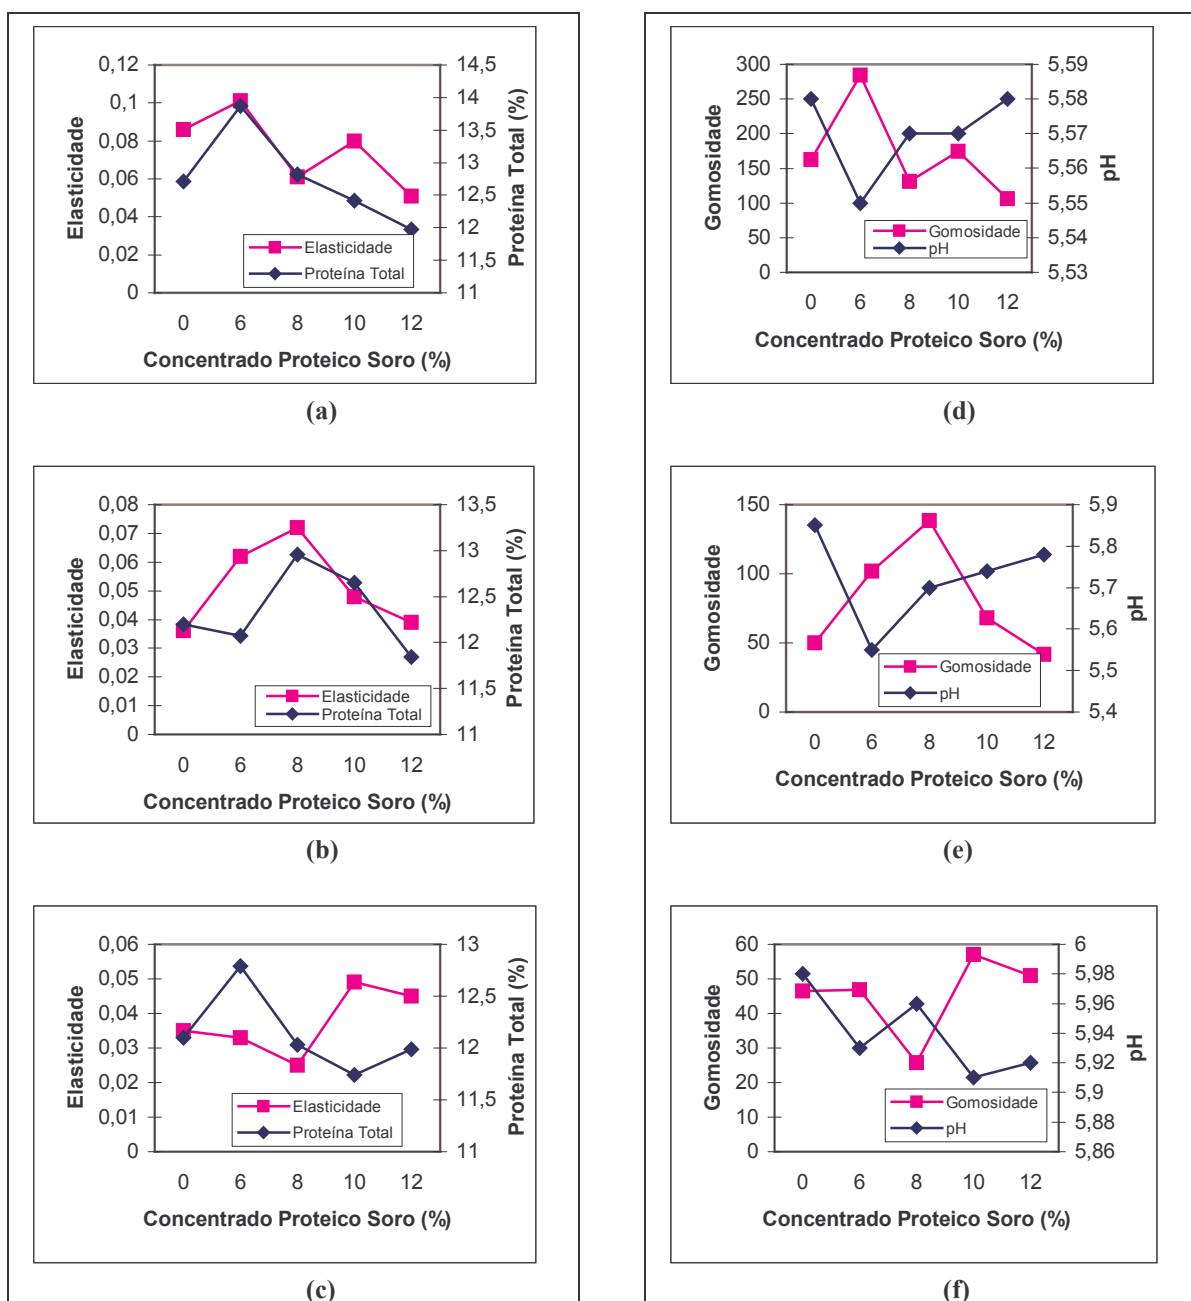 0,12
0,1
0,08
0,06
0,04
0,02
0
14,5
14
13,5
13
12,5
12
11,5
11
Elasticidade
Proteína Total (%)
Elasticidade
Proteína Total
0 6 8 10 12
Concentrado Proteico Soro (%)
(a)
0,08
0,07
0,06
0,05
0,04
0,03
0,02
0,01
0
13,5
13
12,5
12
11,5
11
Elasticidade
Proteína Total (%)
Elasticidade
Proteína Total
0 6 8 10 12
Concentrado Proteico Soro (%)
(b)
0,06
0,05
0,04
0,03
0,02
0,01
0
13
12,5
12
11,5
11
Elasticidade
Proteína Total (%)
Elasticidade
Proteína Total
0 6 8 10 12
Concentrado Proteico Soro (%)
(c)
300
250
200
150
100
50
0
5,59
5,58
5,57
5,56
5,55
5,54
5,53
Gomosidade
pH
Gomosidade
pH
0 6 8 10 12
Concentrado Proteico Soro (%)
(d)
150
100
50
0
5,9
5,8
5,7
5,6
5,5
5,4
Gomosidade
pH
Gomosidade
pH
0 6 8 10 12
Concentrado Proteico Soro (%)
(e)
60
50
40
30
20
10
0
6
5,98
5,96
5,94
5,92
5,9
5,88
5,86
Gomosidade
pH
Gomosidade
pH
0 6 8 10 12
Concentrado Proteico Soro (%)
(f)